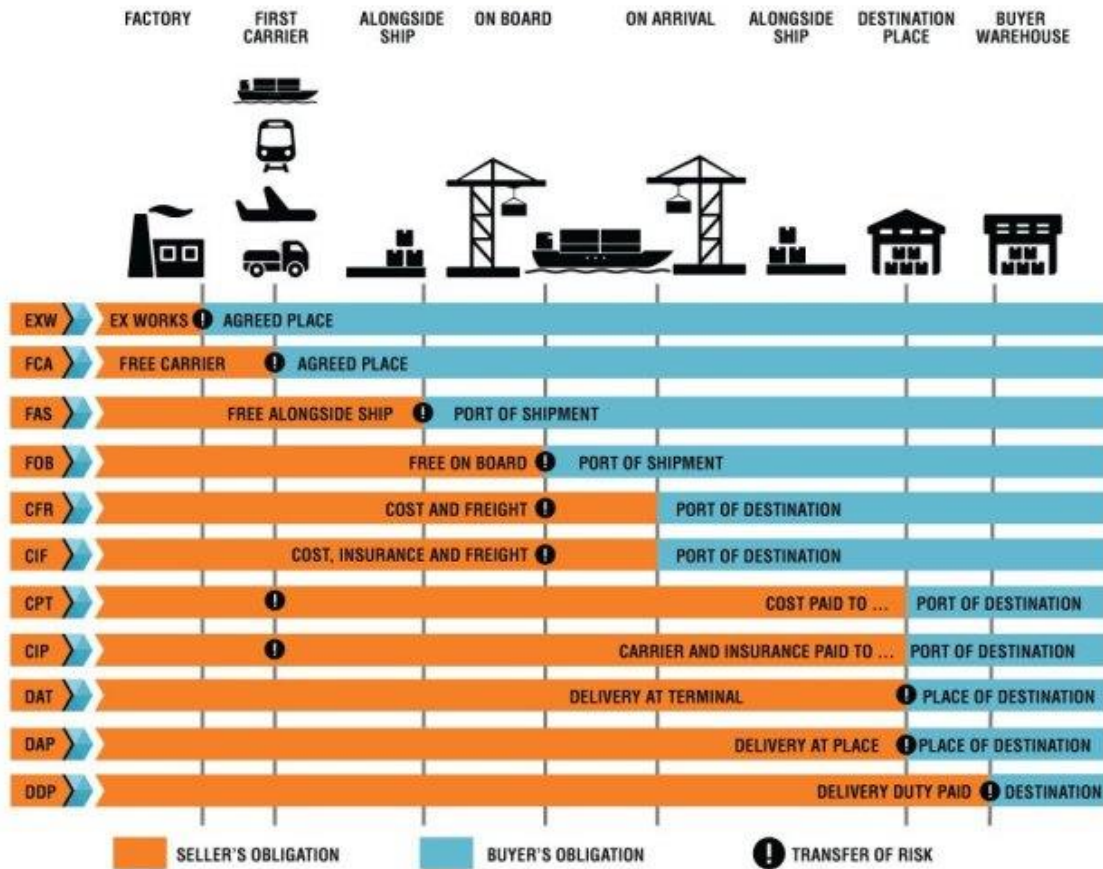 FACTORY
FIRST CARRIER
ALONGSIDE SHIP
ON BOARD
ON ARRIVAL
ALONGSIDE SHIP
DESTINATION PLACE
BUYER WAREHOUSE
EXW EX WORKS ! AGREED PLACE
FCA FREE CARRIER ! AGREED PLACE
FAS FREE ALONGSIDE SHIP ! PORT OF SHIPMENT
FOB FREE ON BOARD ! PORT OF SHIPMENT
CFR COST AND FREIGHT ! PORT OF DESTINATION
CIF COST, INSURANCE AND FREIGHT ! PORT OF DESTINATION
CPT ! COST PAID TO ... PORT OF DESTINATION
CIP ! CARRIER AND INSURANCE PAID TO ... PORT OF DESTINATION
DAT DELIVERY AT TERMINAL ! PLACE OF DESTINATION
DAP DELIVERY AT PLACE ! PLACE OF DESTINATION
DDP DELIVERY DUTY PAID ! DESTINATION
SELLER'S OBLIGATION BUYER'S OBLIGATION ! TRANSFER OF RISK